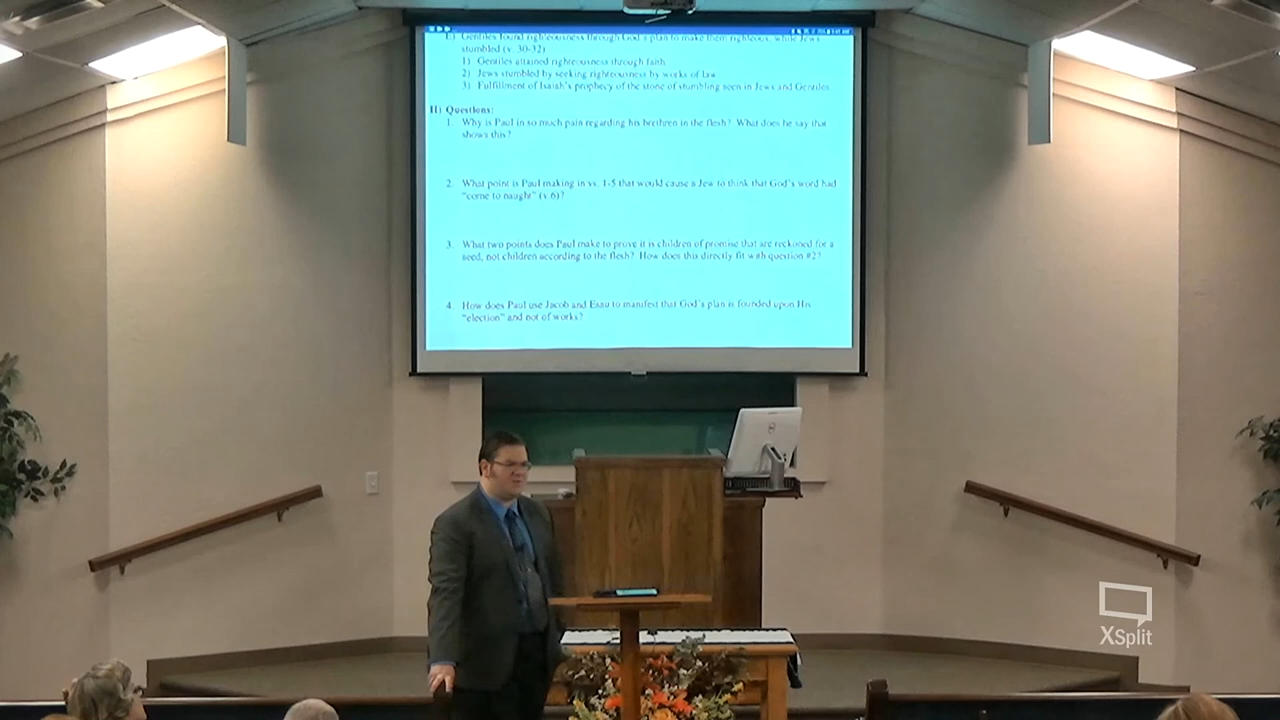 Gentiles found righteousness through God's plan to make them righteous, while Jews
stumbled (v. 30-32)
1) Gentiles attained righteousness through faith
2) Jews stumbled by seeking righteousness by works of law
3) Fulfillment of Isaiah's prophecy of the stone of stumbling seen in Jews and Gentiles
II) Questions:
1. Why is Paul in so much pain regarding his brethren in the flesh? What does he say that
shows this?
2. What point is Paul making in vs. 1-5 that would cause a Jew to think that God's word had
"come to naught" (v.6)?
3. What two points does Paul make to prove it is children of promise that are reckoned for a
seed, not children according to the flesh? How does this directly fit with question #2?
4. How does Paul use Jacob and Esau to manifest that God's plan is founded upon His
"election" and not of works?
XSplit